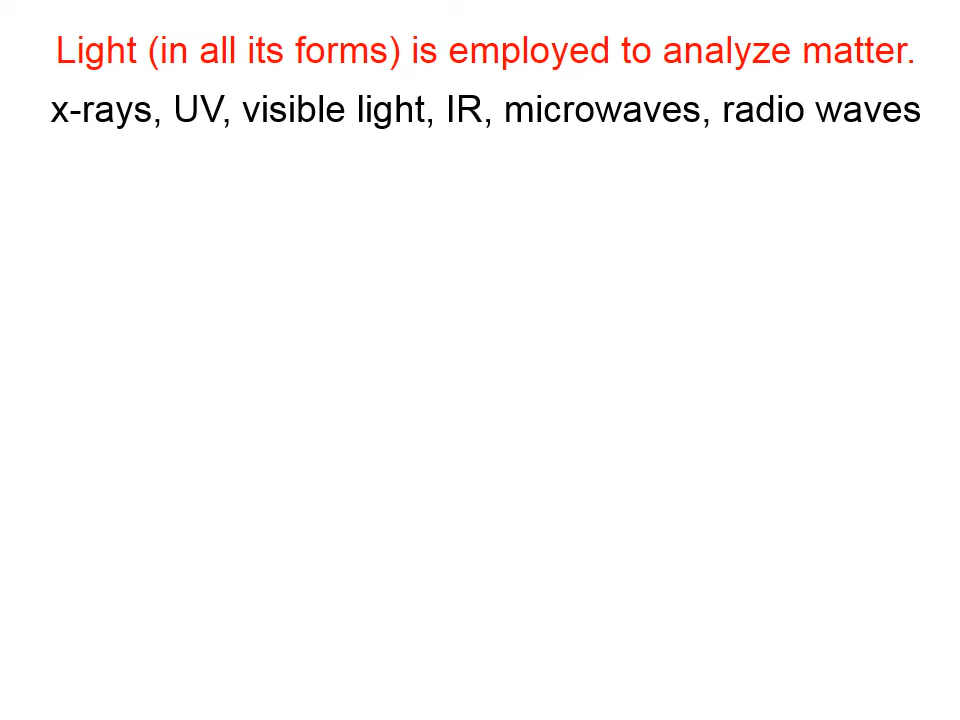 Light (in all its forms) is employed to analyze matter.
x-rays, UV, visible light, IR, microwaves, radio waves